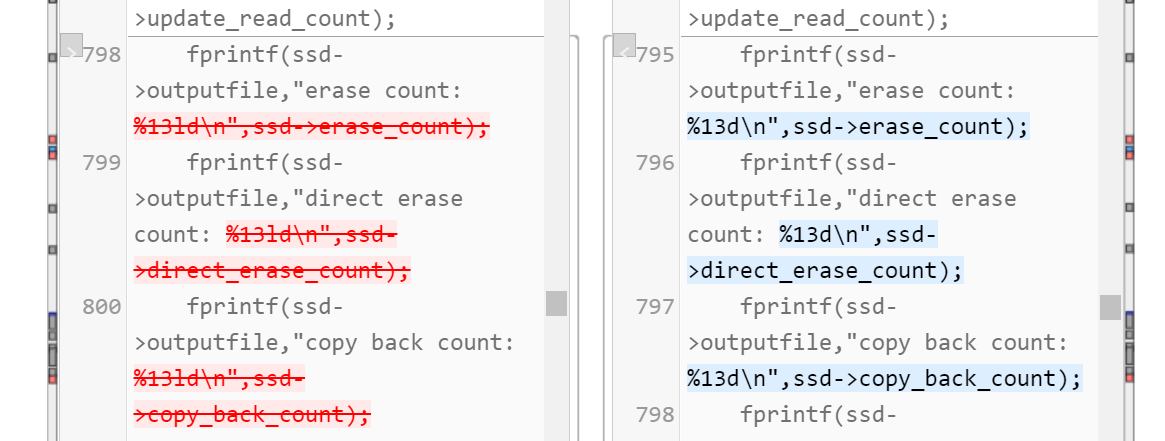 >update_read_count);
798 fprintf(ssd-
>outputfile,"erase count:
%13ld\n",ssd->erase_count);
799 fprintf(ssd-
>outputfile,"direct erase
count: %13ld\n",ssd-
>direct_erase_count);
800 fprintf(ssd-
>outputfile,"copy back count:
%13ld\n",ssd-
>copy_back_count);
>update_read_count);
795 fprintf(ssd-
>outputfile,"erase count:
%13d\n",ssd->erase_count);
796 fprintf(ssd-
>outputfile,"direct erase
count: %13d\n",ssd-
>direct_erase_count);
797 fprintf(ssd-
>outputfile,"copy back count:
%13d\n",ssd->copy_back_count);
798 fprintf(ssd-